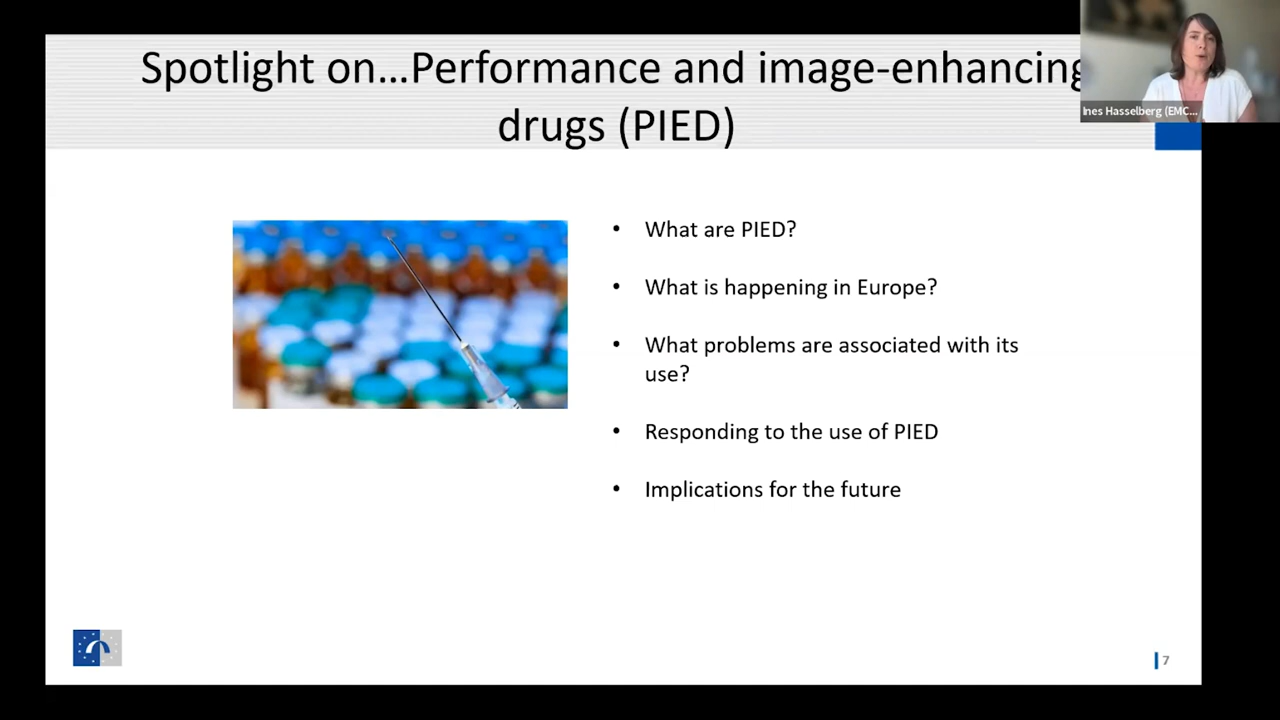 Spotlight on...Performance and image-enhancing
drugs (PIED)
Ines Hasselberg (EMC...
• What are PIED?
• What is happening in Europe?
• What problems are associated with its
use?
• Responding to the use of PIED
• Implications for the future
7